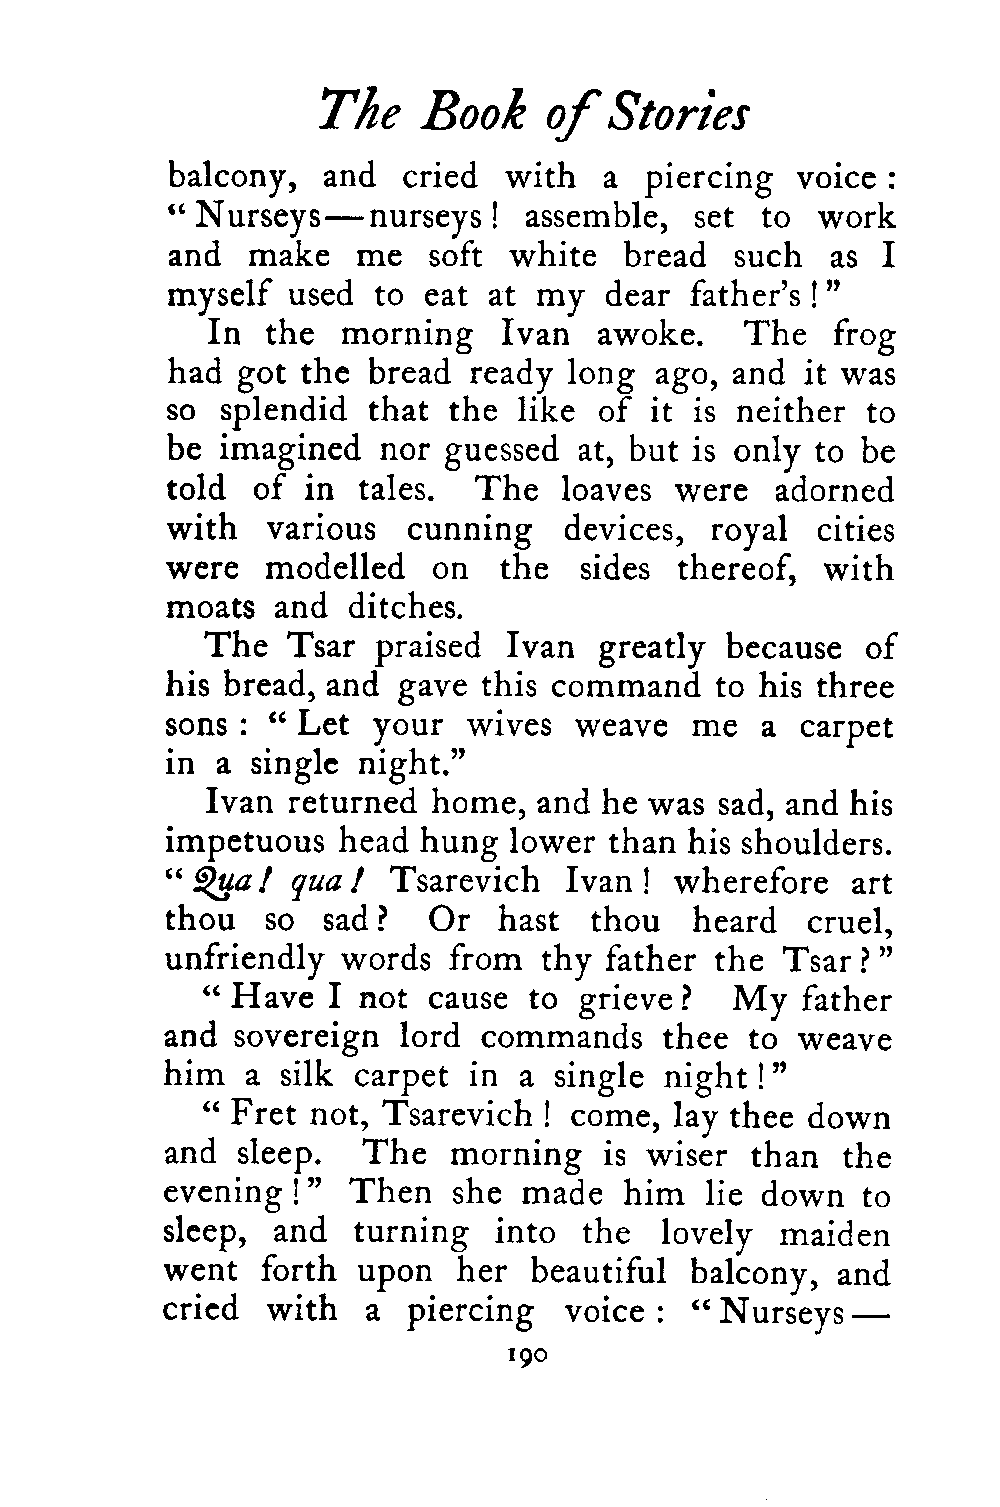 The Book of Stories
balcony, and cried with a piercing voice :
“ Nurseys—nurseys ! assemble, set to work
and make me soft white bread such as I
myself used to eat at my dear father’s ! ”
In the morning Ivan awoke. The frog
had got the bread ready long ago, and it was
so splendid that the like of it is neither to
be imagined nor guessed at, but is only to be
told of in tales. The loaves were adorned
with various cunning devices, royal cities
were modelled on the sides thereof, with
moats and ditches.
The Tsar praised Ivan greatly because of
his bread, and gave this command to his three
sons : “ Let your wives weave me a carpet
in a single night.”
Ivan returned home, and he was sad, and his
impetuous head hung lower than his shoulders.
“ Qua ! qua ! Tsarevich Ivan ! wherefore art
thou so sad ? Or hast thou heard cruel,
unfriendly words from thy father the Tsar ? ”
“ Have I not cause to grieve ? My father
and sovereign lord commands thee to weave
him a silk carpet in a single night ! ”
“ Fret not, Tsarevich ! come, lay thee down
and sleep. The morning is wiser than the
evening ! ” Then she made him lie down to
sleep, and turning into the lovely maiden
went forth upon her beautiful balcony, and
cried with a piercing voice : “ Nurseys—
190